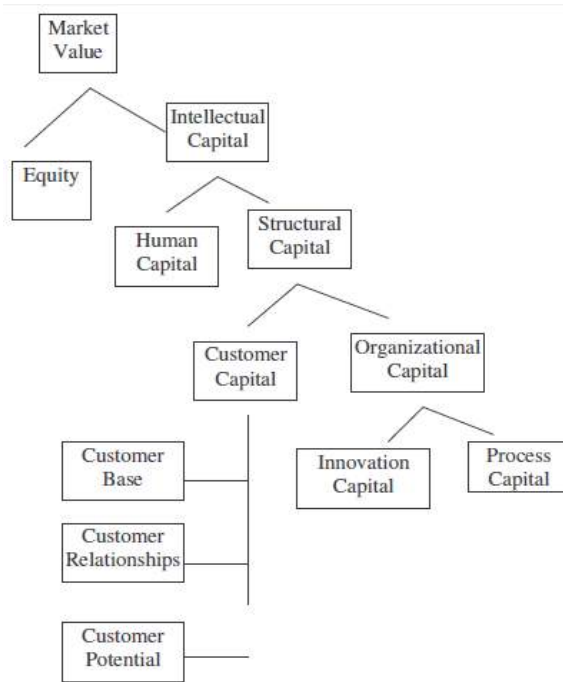 Market
Value
Intellectual
Capital
Equity
Human
Capital
Structural
Capital
Customer
Capital
Organizational
Capital
Customer
Base
Innovation
Capital
Process
Capital
Customer
Relationships
Customer
Potential